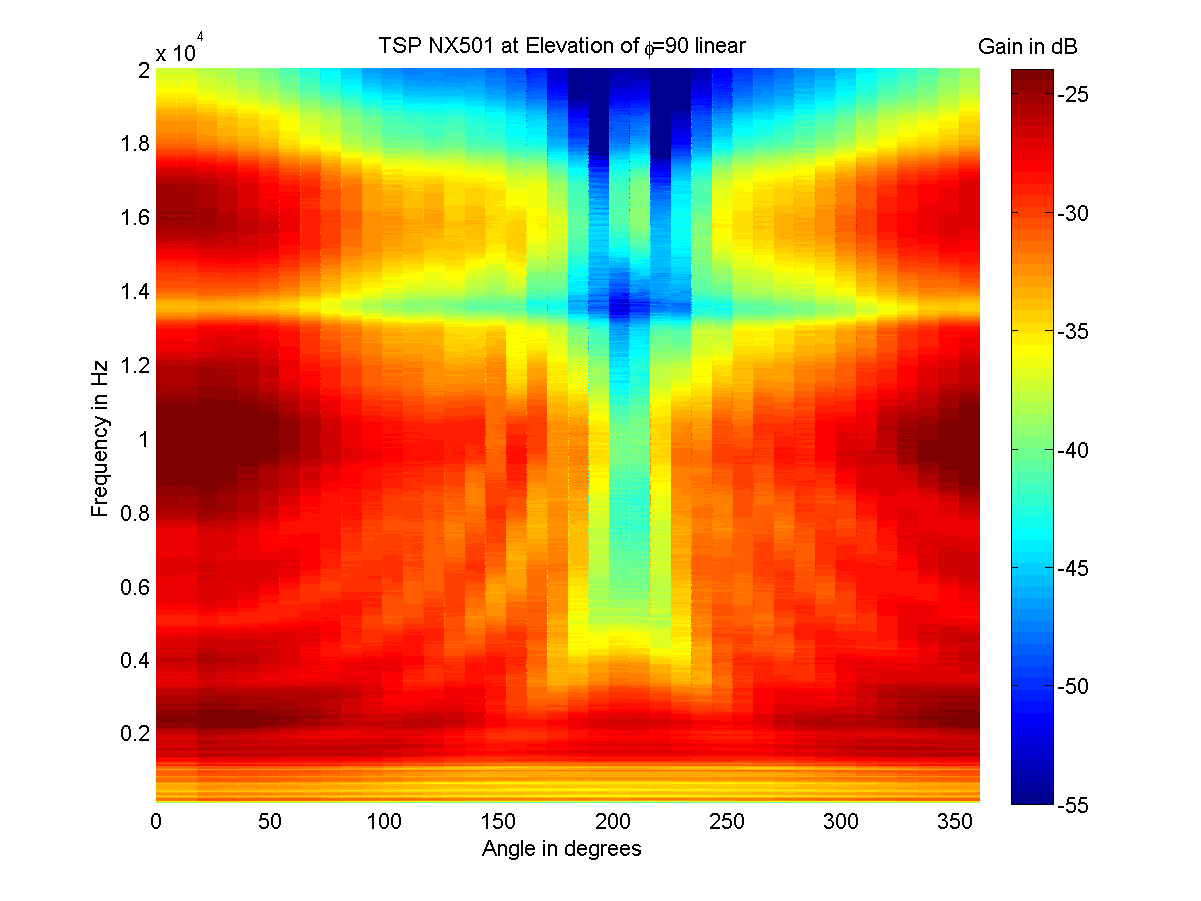 TSP NX501 at Elevation of ϕ=90 linear
Gain in dB
x 10^4
2
1.8
1.6
1.4
1.2
1
0.8
0.6
0.4
0.2
Frequency in Hz
0 50 100 150 200 250 300 350
Angle in degrees
-25
-30
-35
-40
-45
-50
-55